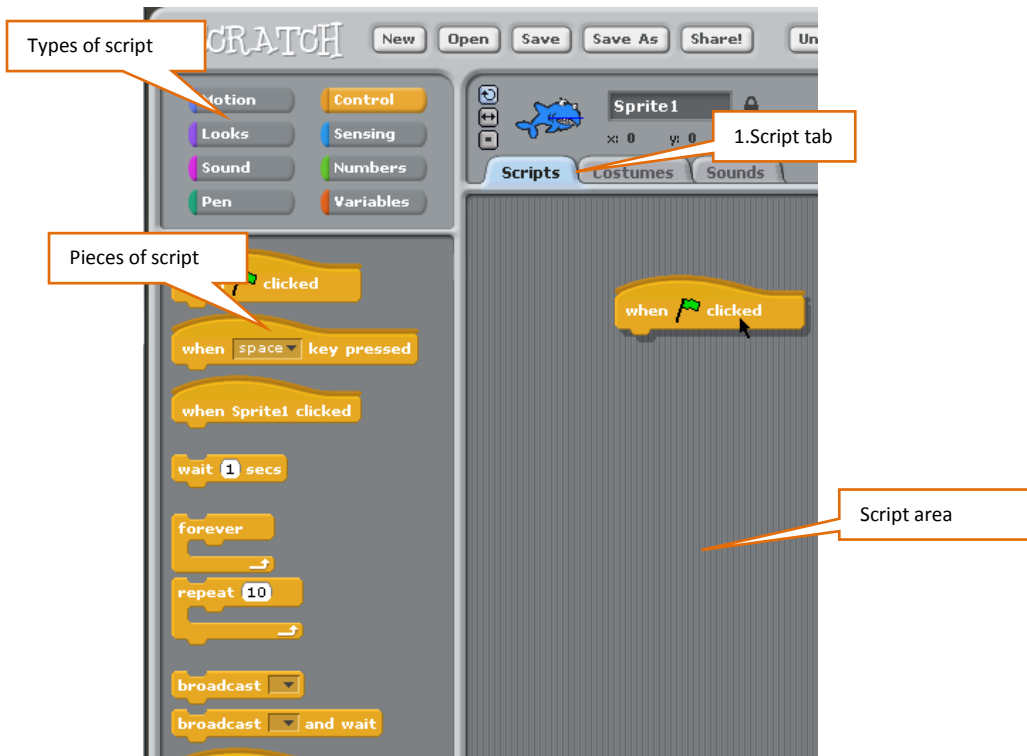 Types of script
New Open Save Save As Share!
Motion Control
Looks Sensing
Sound Numbers
Pen Variables
Sprite1
x: 0 y: 0
1.Script tab
Scripts Costumes Sounds
Pieces of script
clicked
when space key pressed
when Sprite1 clicked
wait 1 secs
forever
repeat 10
broadcast
broadcast and wait
when clicked
Script area